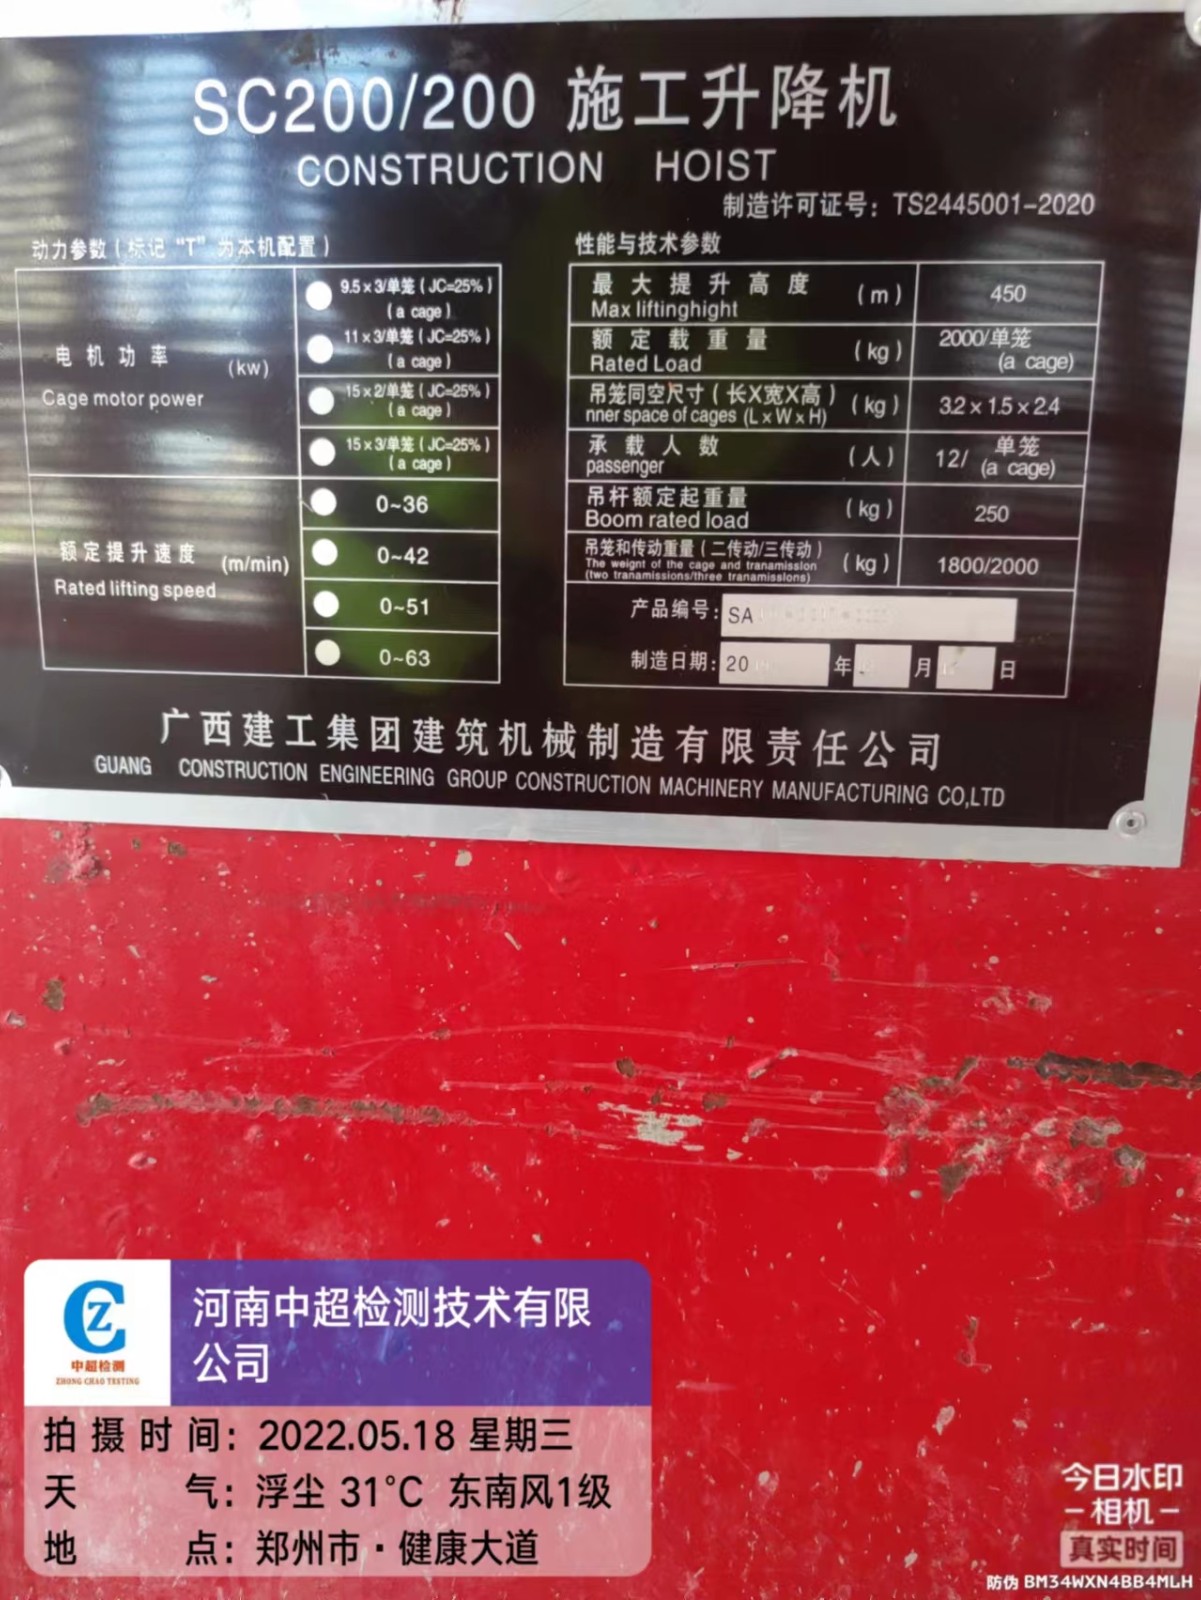 SC200/200 施工升降机
CONSTRUCTION HOIST
制造许可证号：TS2445001-2020
动力参数（标记“T”为本机配置）
电机功率 (kw)
Cage motor power
9.5×3/单笼（JC=25%）
(a cage)
11×3/单笼（JC=25%）
(a cage)
15×2/单笼（JC=25%）
(a cage)
15×3/单笼（JC=25%）
(a cage)
额定提升速度 (m/min)
Rated lifting speed
0~36
0~42
0~51
0~63
性能与技术参数
最大提升高度 (m) 450
Max liftinghight
额定载重量 (kg) 2000/单笼
Rated Load (a cage)
吊笼同空尺寸（长X宽X高） (kg) 3.2×1.5×2.4
nner space of cages (L×W×H)
承载人数 (人) 12/ 单笼
passenger (a cage)
吊杆额定起重量 (kg) 250
Boom rated load
吊笼和传动重量（二传动/三传动） (kg) 1800/2000
The weignt of the cage and tranamission
(two tranamissions/three tranamissions)
产品编号：SA
制造日期：20 年 月 日
广西建工集团建筑机械制造有限责任公司
GUANG CONSTRUCTION ENGINEERING GROUP CONSTRUCTION MACHINERY MANUFACTURING CO,LTD
CZ
中超检测
ZHONG CHAO TESTING
河南中超检测技术有限
公司
拍摄时间：2022.05.18 星期三
天气：浮尘 31℃ 东南风1级
地点：郑州市·健康大道
今日水印
-相机-
真实时间
防伪 BM34WXN4BB4MLH